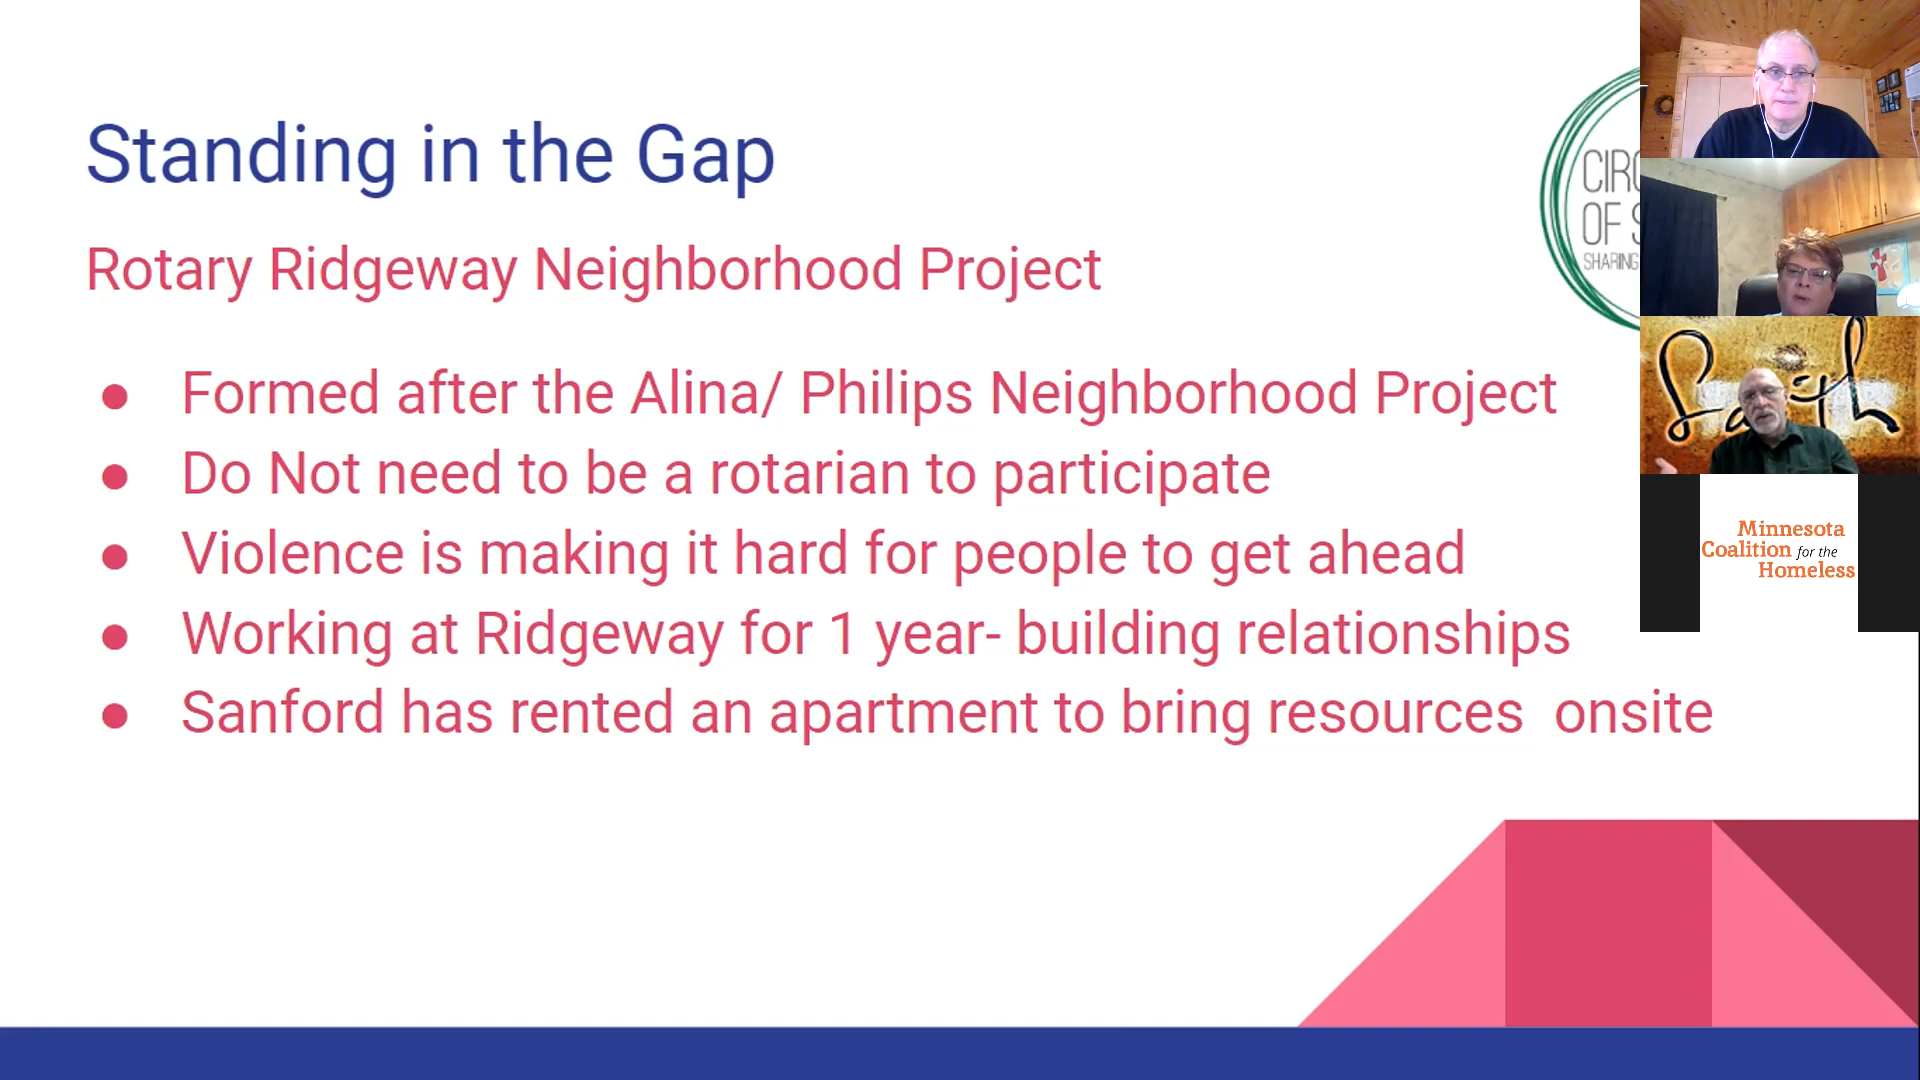 Standing in the Gap
Rotary Ridgeway Neighborhood Project
● Formed after the Alina/ Philips Neighborhood Project
● Do Not need to be a rotarian to participate
● Violence is making it hard for people to get ahead
● Working at Ridgeway for 1 year- building relationships
● Sanford has rented an apartment to bring resources  onsite
OF
SHARING
Faith
Minnesota
Coalition for the
Homeless